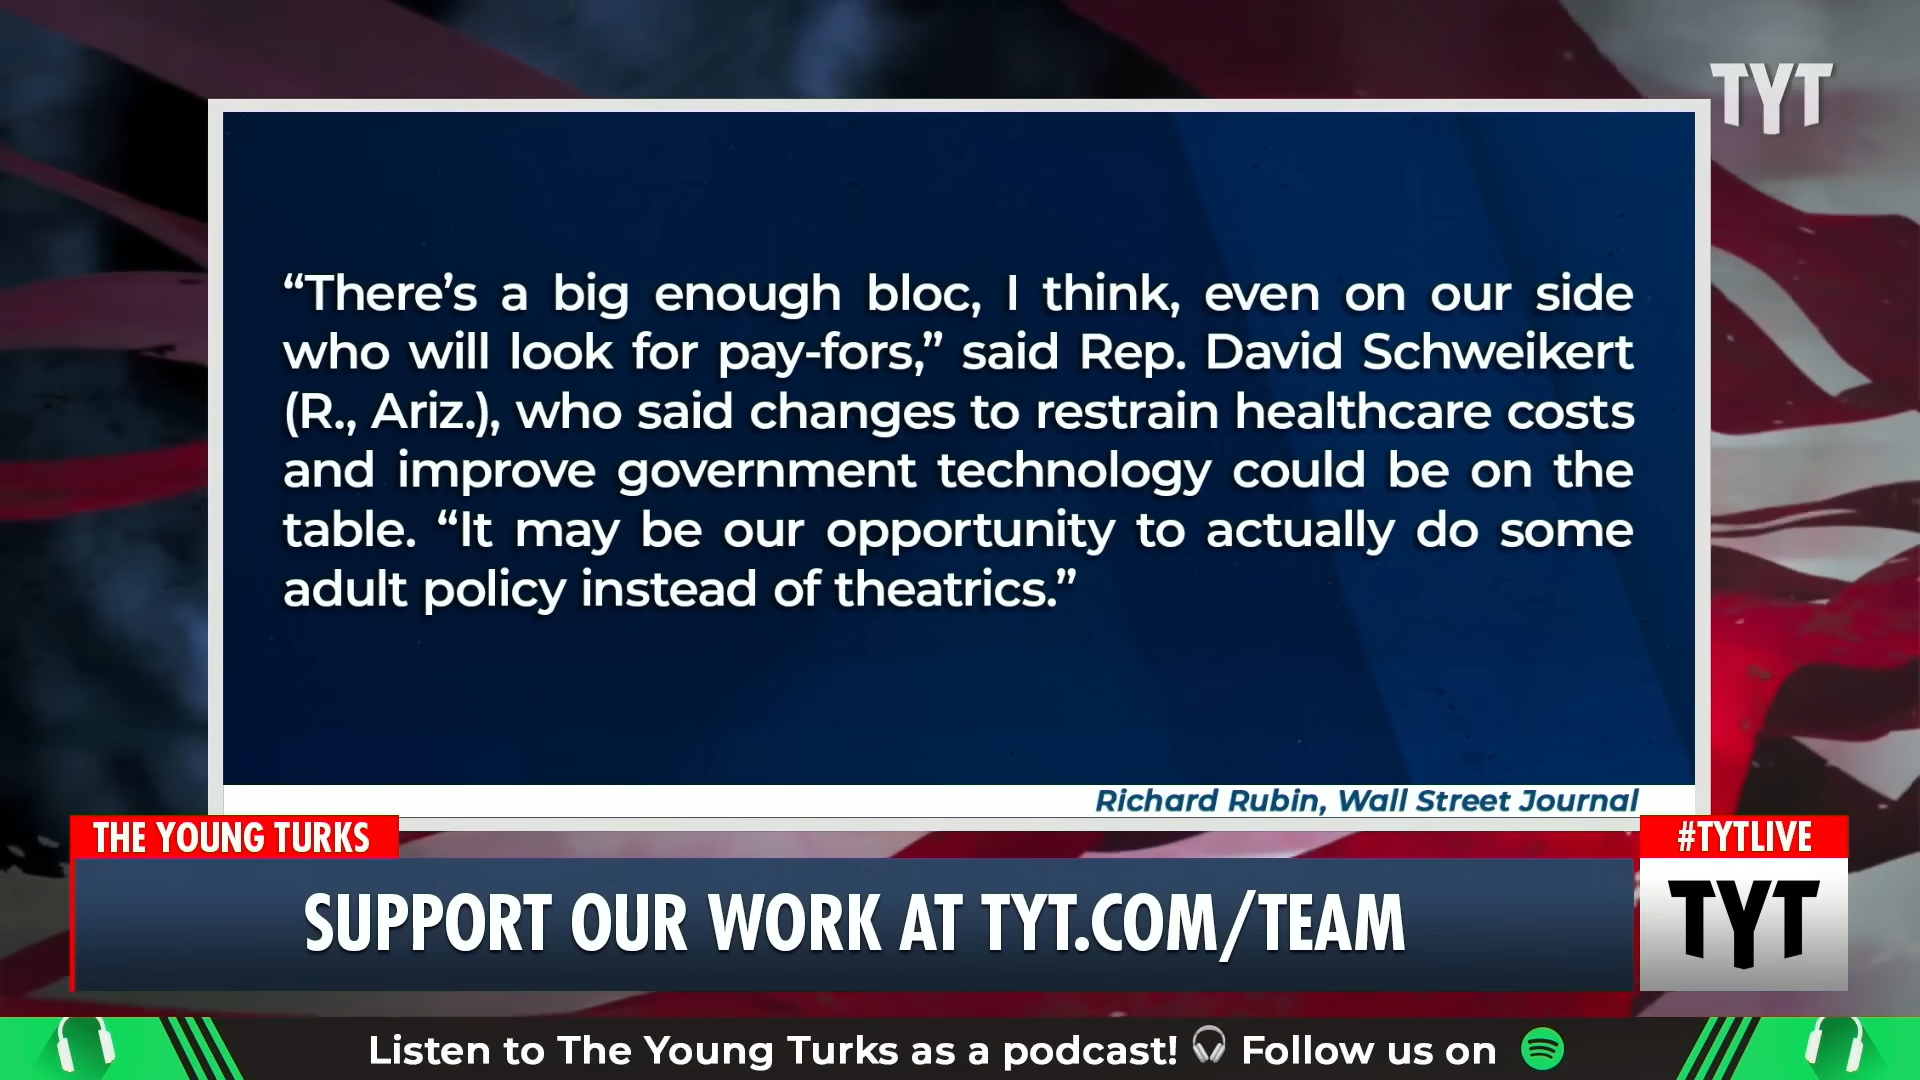 TYT
“There’s a big enough bloc, I think, even on our side
who will look for pay-fors,” said Rep. David Schweikert
(R., Ariz.), who said changes to restrain healthcare costs
and improve government technology could be on the
table. “It may be our opportunity to actually do some
adult policy instead of theatrics.”
Richard Rubin, Wall Street Journal
THE YOUNG TURKS
#TYTLIVE
SUPPORT OUR WORK AT TYT.COM/TEAM
TYT
Listen to The Young Turks as a podcast! Follow us on